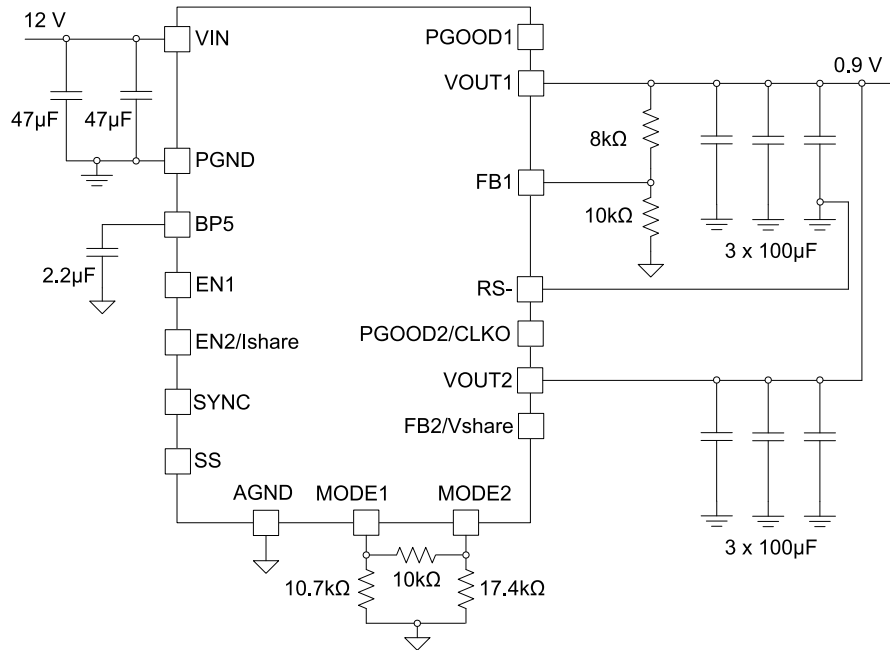 12 V
VIN
PGOOD1
VOUT1
0.9 V
47µF
47µF
8kΩ
PGND
FB1
BP5
10kΩ
3 x 100µF
2.2µF
EN1
RS-
EN2/Ishare
PGOOD2/CLKO
VOUT2
SYNC
FB2/Vshare
SS
AGND
MODE1
MODE2
3 x 100µF
10.7kΩ
10kΩ
17.4kΩ